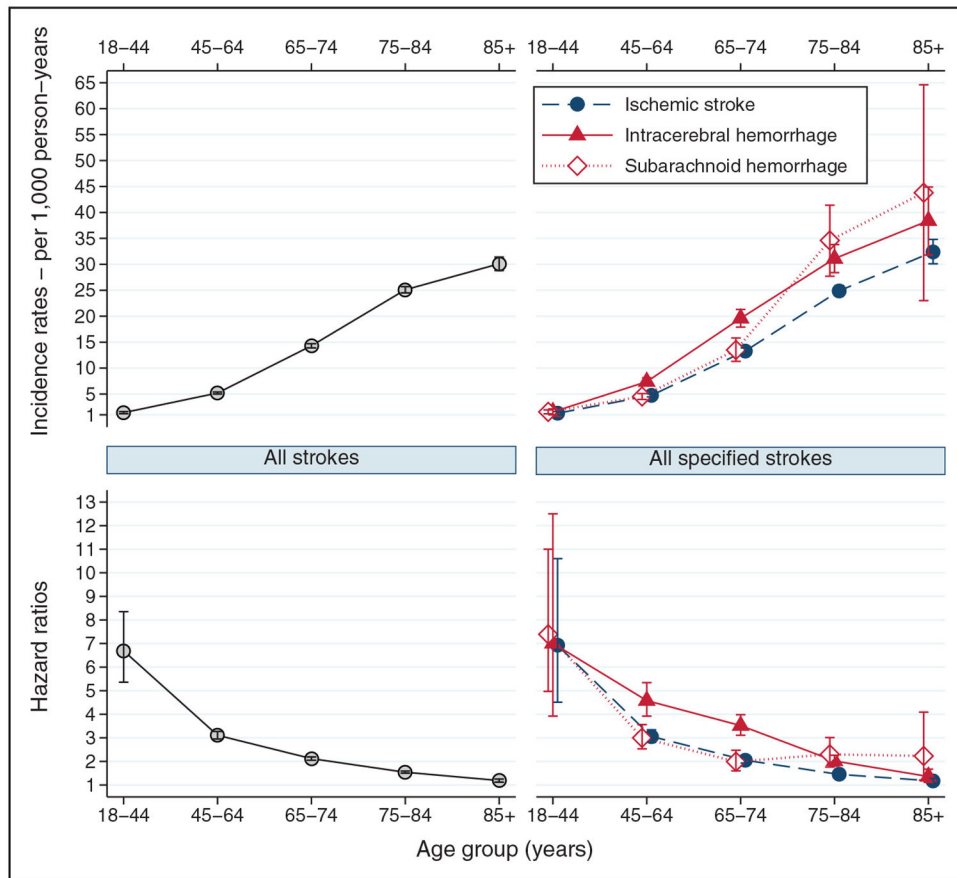 18–44 45–64 65–74 75–84 85+
18–44 45–64 65–74 75–84 85+
Incidence rates – per 1,000 person–years
65
60
55
50
45
40
35
30
25
20
15
10
5
1
Ischemic stroke
Intracerebral hemorrhage
Subarachnoid hemorrhage
All strokes
All specified strokes
Hazard ratios
13
12
11
10
9
8
7
6
5
4
3
2
1
18–44 45–64 65–74 75–84 85+
18–44 45–64 65–74 75–84 85+
Age group (years)